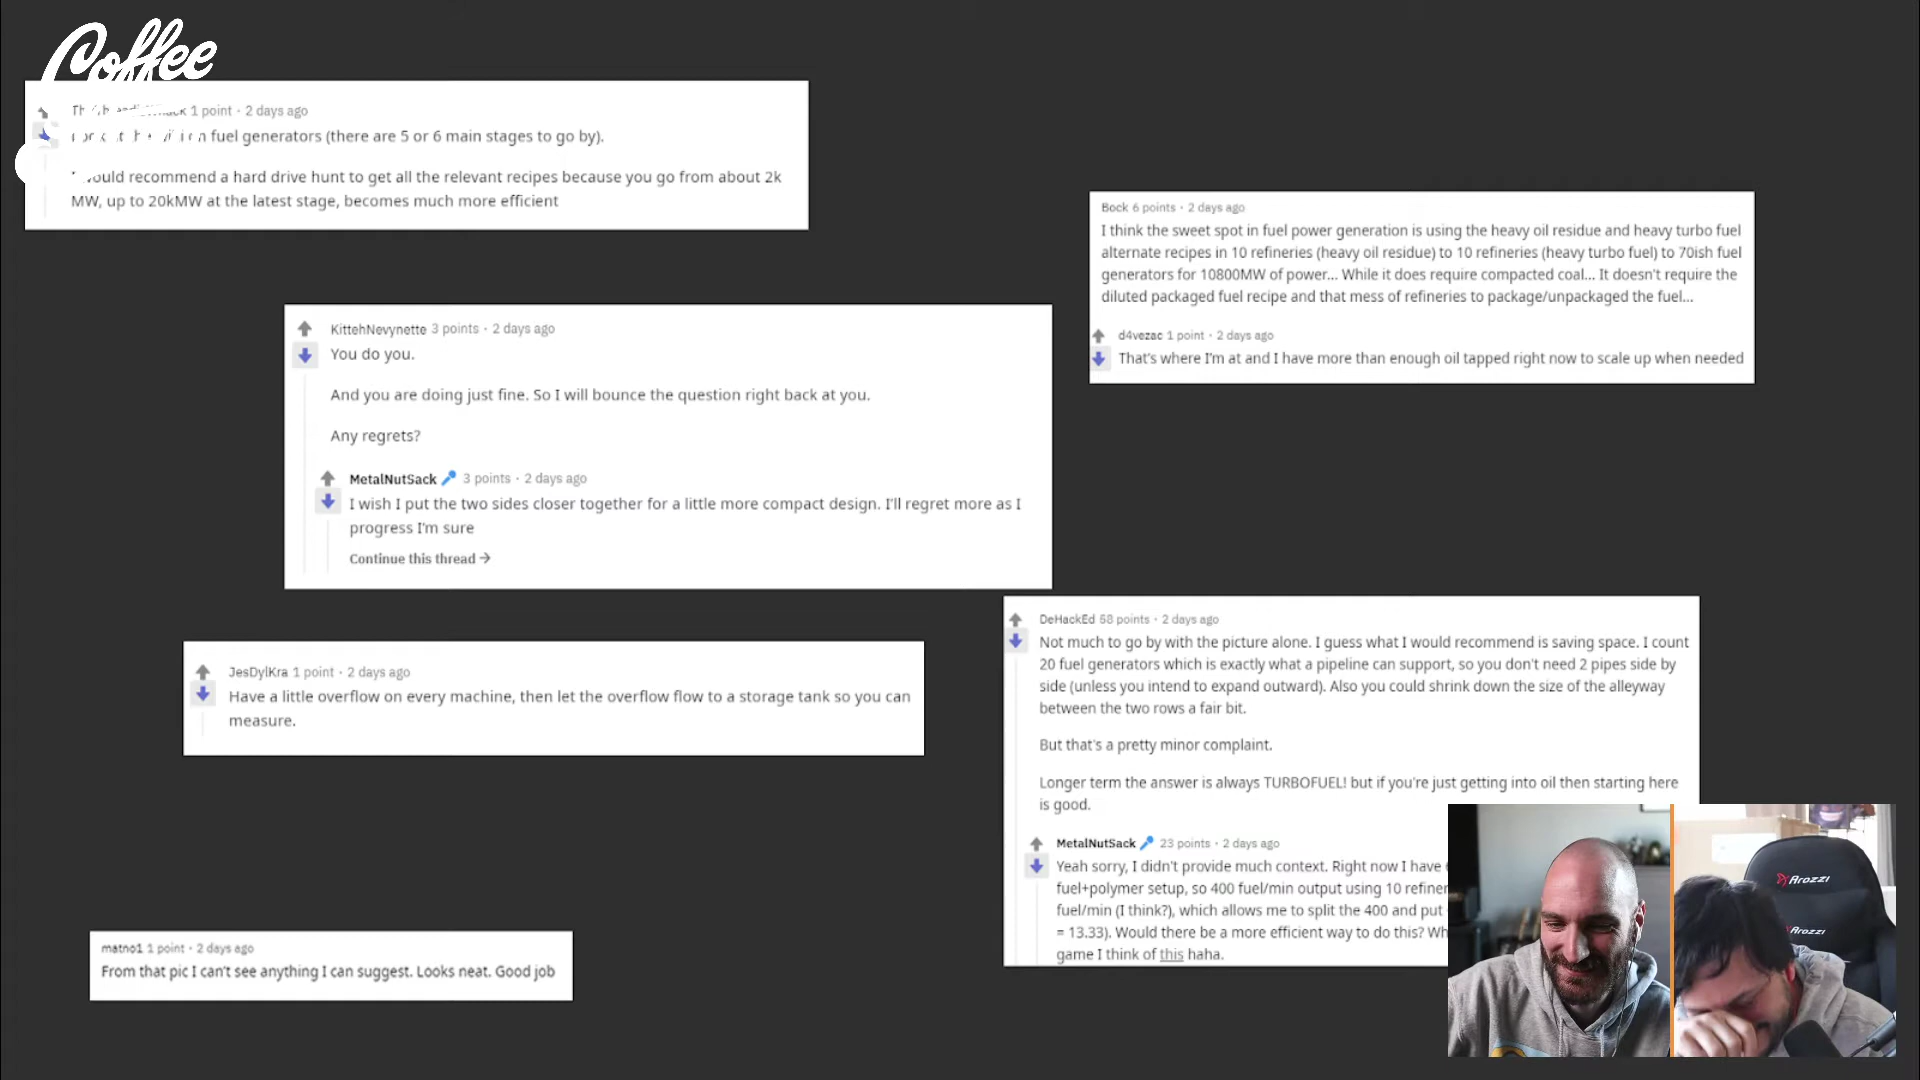 Coffee
1 point · 2 days ago
fuel generators (there are 5 or 6 main stages to go by).
would recommend a hard drive hunt to get all the relevant recipes because you go from about 2k
MW, up to 20kMW at the latest stage, becomes much more efficient
Bock 6 points · 2 days ago
I think the sweet spot in fuel power generation is using the heavy oil residue and heavy turbo fuel
alternate recipes in 10 refineries (heavy oil residue) to 10 refineries (heavy turbo fuel) to 70ish fuel
generators for 10800MW of power... While it does require compacted coal... It doesn't require the
diluted packaged fuel recipe and that mess of refineries to package/unpackaged the fuel...
d4vezac 1 point · 2 days ago
That's where I'm at and I have more than enough oil tapped right now to scale up when needed
KittehNevynette 3 points · 2 days ago
You do you.
And you are doing just fine. So I will bounce the question right back at you.
Any regrets?
MetalNutSack 3 points · 2 days ago
I wish I put the two sides closer together for a little more compact design. I'll regret more as I
progress I'm sure
Continue this thread →
JesDylKra 1 point · 2 days ago
Have a little overflow on every machine, then let the overflow flow to a storage tank so you can
measure.
DeHackEd 58 points · 2 days ago
Not much to go by with the picture alone. I guess what I would recommend is saving space. I count
20 fuel generators which is exactly what a pipeline can support, so you don't need 2 pipes side by
side (unless you intend to expand outward). Also you could shrink down the size of the alleyway
between the two rows a fair bit.
But that's a pretty minor complaint.
Longer term the answer is always TURBOFUEL! but if you're just getting into oil then starting here
is good.
MetalNutSack 23 points · 2 days ago
Yeah sorry, I didn't provide much context. Right now I have
fuel+polymer setup, so 400 fuel/min output using 10
fuel/min (I think?), which allows me to split the 400 and put
= 13.33). Would there be a more efficient way to do this?
game I think of this haha.
matno1 1 point · 2 days ago
From that pic I can't see anything I can suggest. Looks neat. Good job
Arozzi
Arozzi